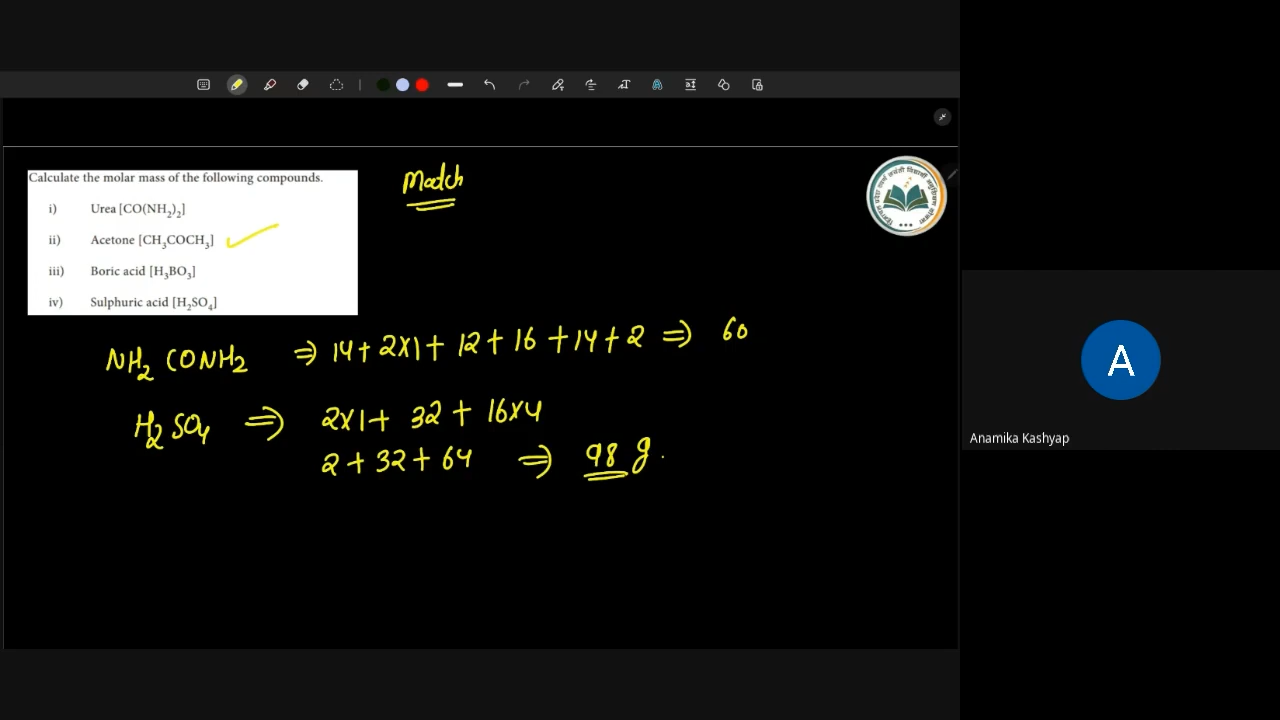 Match
Calculate the molar mass of the following compounds.
i) Urea [CO(NH₂)₂]
ii) Acetone [CH₃COCH₃]
iii) Boric acid [H₃BO₃]
iv) Sulphuric acid [H₂SO₄]
NH₂ CONH₂ ⇒ 14 + 2×1 + 12 + 16 + 14 + 2 ⇒ 60
H₂SO₄ ⇒ 2×1 + 32 + 16×4
2 + 32 + 64 ⇒ 98 g.
A
Anamika Kashyap